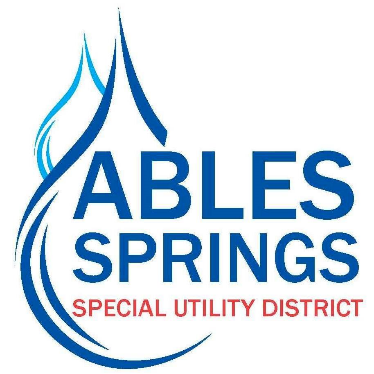 ABLES
SPRINGS
SPECIAL UTILITY DISTRICT